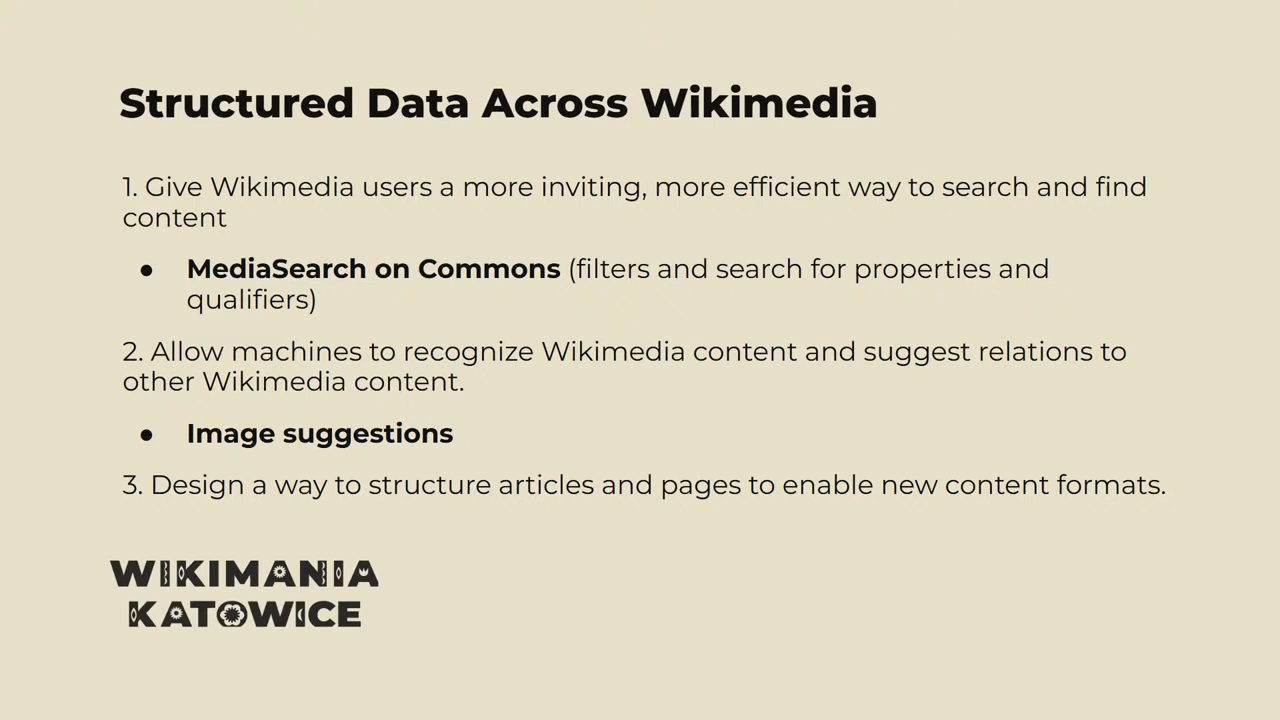 Structured Data Across Wikimedia
1. Give Wikimedia users a more inviting, more efficient way to search and find
content
● MediaSearch on Commons (filters and search for properties and
qualifiers)
2. Allow machines to recognize Wikimedia content and suggest relations to
other Wikimedia content.
● Image suggestions
3. Design a way to structure articles and pages to enable new content formats.
WIKIMANIA
KATOWICE